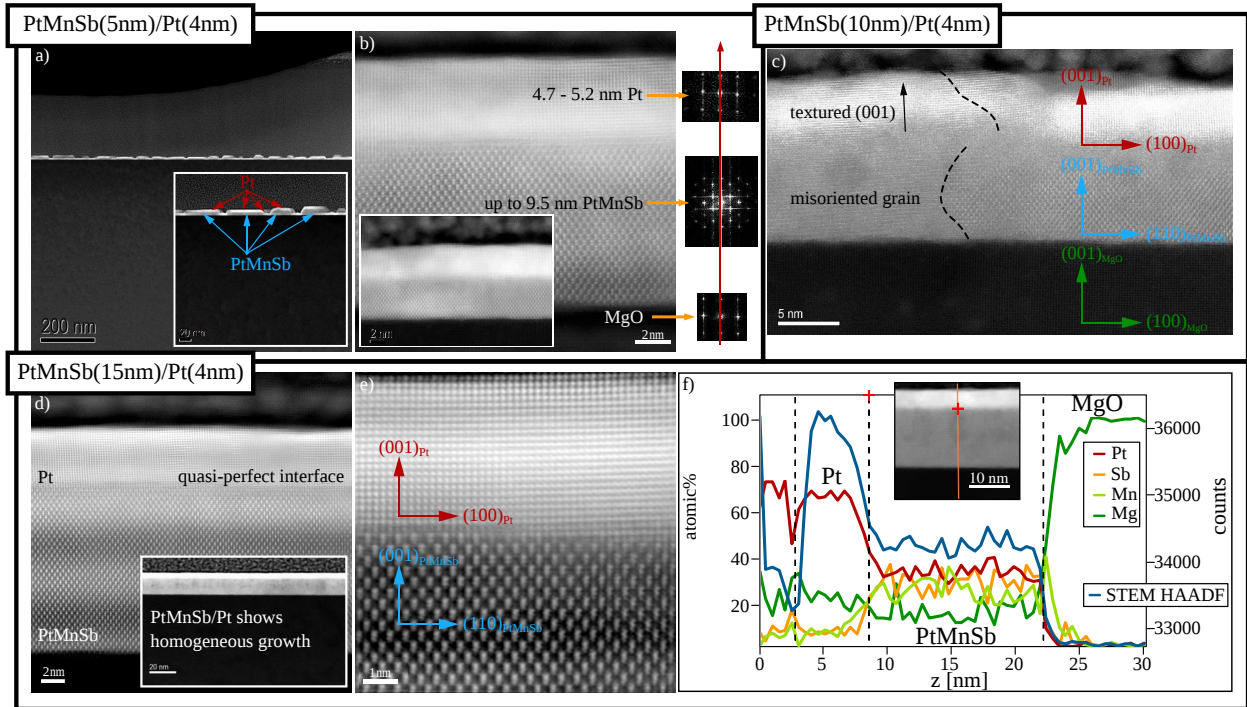 PtMnSb(5nm)/Pt(4nm)
a)
200 nm
Pt
PtMnSb
20 nm
b)
4.7 - 5.2 nm Pt
up to 9.5 nm PtMnSb
MgO
2 nm
2nm
PtMnSb(10nm)/Pt(4nm)
c)
textured (001)
misoriented grain
(001)Pt
(100)Pt
(001)PtMnSb
(110)PtMnSb
(001)MgO
(100)MgO
5 nm
PtMnSb(15nm)/Pt(4nm)
d)
Pt
quasi-perfect interface
PtMnSb
2nm
PtMnSb/Pt shows
homogeneous growth
20 nm
e)
(001)Pt
(100)Pt
(001)PtMnSb
(110)PtMnSb
1nm
f)
MgO
Pt
PtMnSb
10 nm
Pt
Sb
Mn
Mg
STEM HAADF
atomic%
100
80
60
40
20
counts
36000
35000
34000
33000
0 5 10 15 20 25 30
z [nm]